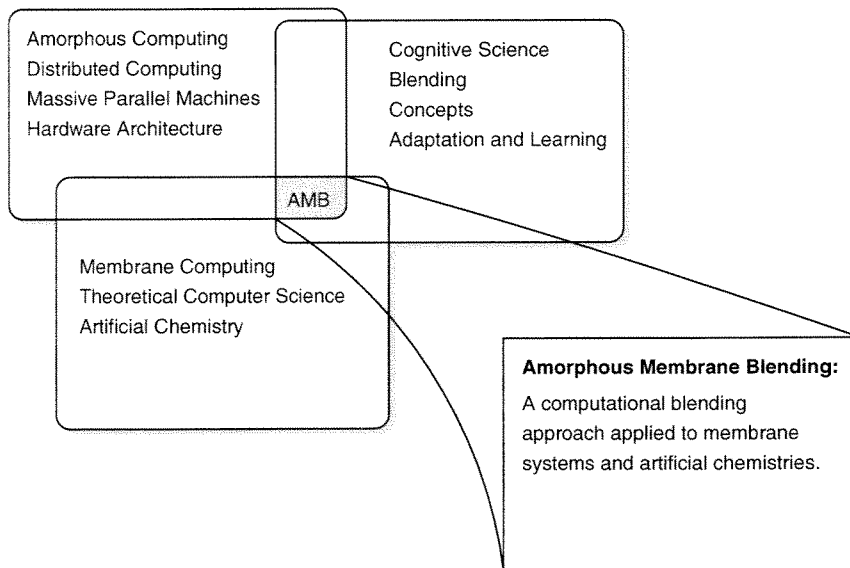 Amorphous Computing
Distributed Computing
Massive Parallel Machines
Hardware Architecture
Cognitive Science
Blending
Concepts
Adaptation and Learning
AMB
Membrane Computing
Theoretical Computer Science
Artificial Chemistry
Amorphous Membrane Blending:
A computational blending
approach applied to membrane
systems and artificial chemistries.